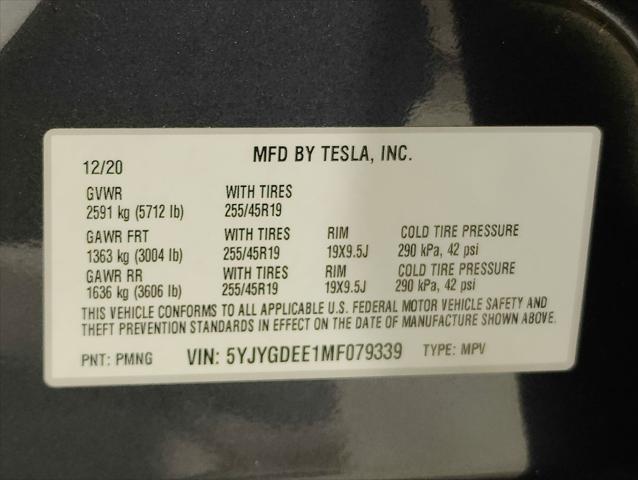 MFD BY TESLA, INC.
12/20
GVWR WITH TIRES
2591 kg (5712 lb) 255/45R19
GAWR FRT WITH TIRES RIM COLD TIRE PRESSURE
1363 kg (3004 lb) 255/45R19 19X9.5J 290 kPa, 42 psi
GAWR RR WITH TIRES RIM COLD TIRE PRESSURE
1636 kg (3606 lb) 255/45R19 19X9.5J 290 kPa, 42 psi
THIS VEHICLE CONFORMS TO ALL APPLICABLE U.S. FEDERAL MOTOR VEHICLE SAFETY AND
THEFT PREVENTION STANDARDS IN EFFECT ON THE DATE OF MANUFACTURE SHOWN ABOVE.
PNT: PMNG VIN: 5YJYGDEE1MF079339 TYPE: MPV